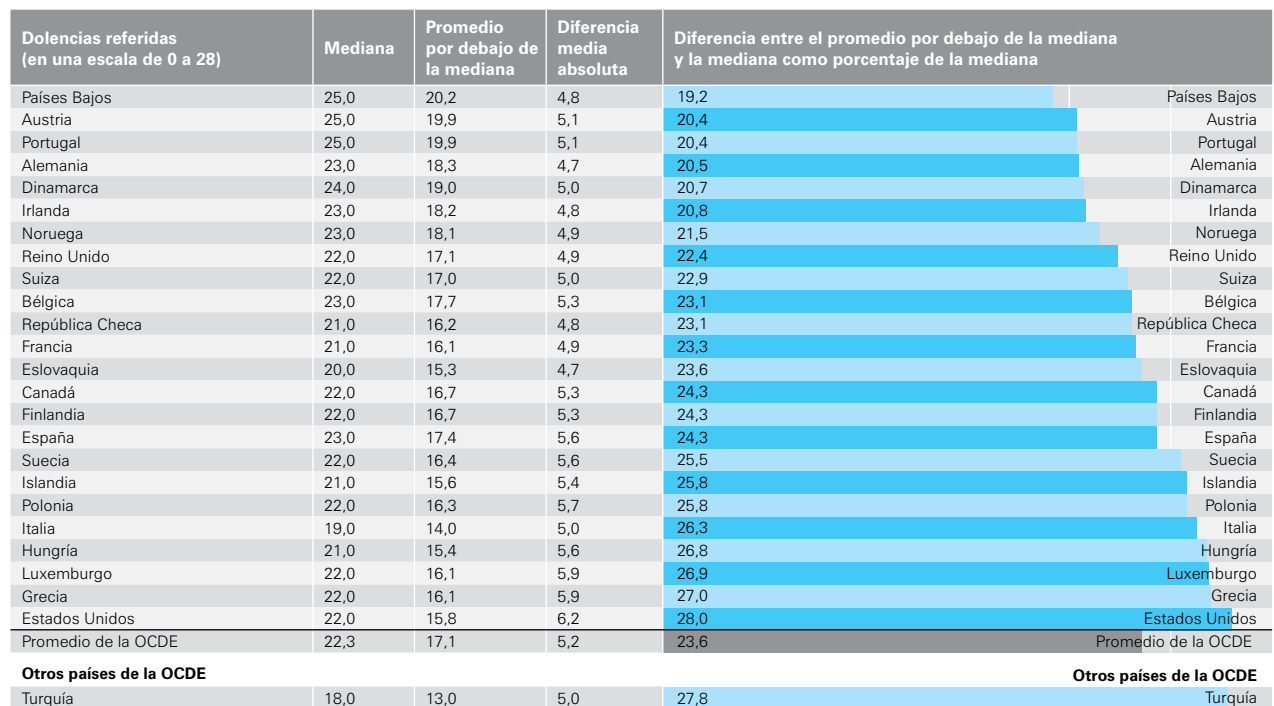 Dolencias referidas
(en una escala de 0 a 28)
Mediana
Promedio
por debajo de
la mediana
Diferencia
media
absoluta
Diferencia entre el promedio por debajo de la mediana
y la mediana como porcentaje de la mediana
Países Bajos 25,0 20,2 4,8 19,2 Países Bajos
Austria 25,0 19,9 5,1 20,4 Austria
Portugal 25,0 19,9 5,1 20,4 Portugal
Alemania 23,0 18,3 4,7 20,5 Alemania
Dinamarca 24,0 19,0 5,0 20,7 Dinamarca
Irlanda 23,0 18,2 4,8 20,8 Irlanda
Noruega 23,0 18,1 4,9 21,5 Noruega
Reino Unido 22,0 17,1 4,9 22,4 Reino Unido
Suiza 22,0 17,0 5,0 22,9 Suiza
Bélgica 23,0 17,7 5,3 23,1 Bélgica
República Checa 21,0 16,2 4,8 23,1 República Checa
Francia 21,0 16,1 4,9 23,3 Francia
Eslovaquia 20,0 15,3 4,7 23,6 Eslovaquia
Canadá 22,0 16,7 5,3 24,3 Canadá
Finlandia 22,0 16,7 5,3 24,3 Finlandia
España 23,0 17,4 5,6 24,3 España
Suecia 22,0 16,4 5,6 25,5 Suecia
Islandia 21,0 15,6 5,4 25,8 Islandia
Polonia 22,0 16,3 5,7 25,8 Polonia
Italia 19,0 14,0 5,0 26,3 Italia
Hungría 21,0 15,4 5,6 26,8 Hungría
Luxemburgo 22,0 16,1 5,9 26,9 Luxemburgo
Grecia 22,0 16,1 5,9 27,0 Grecia
Estados Unidos 22,0 15,8 6,2 28,0 Estados Unidos
Promedio de la OCDE 22,3 17,1 5,2 23,6 Promedio de la OCDE
Otros países de la OCDE Otros países de la OCDE
Turquía 18,0 13,0 5,0 27,8 Turquía